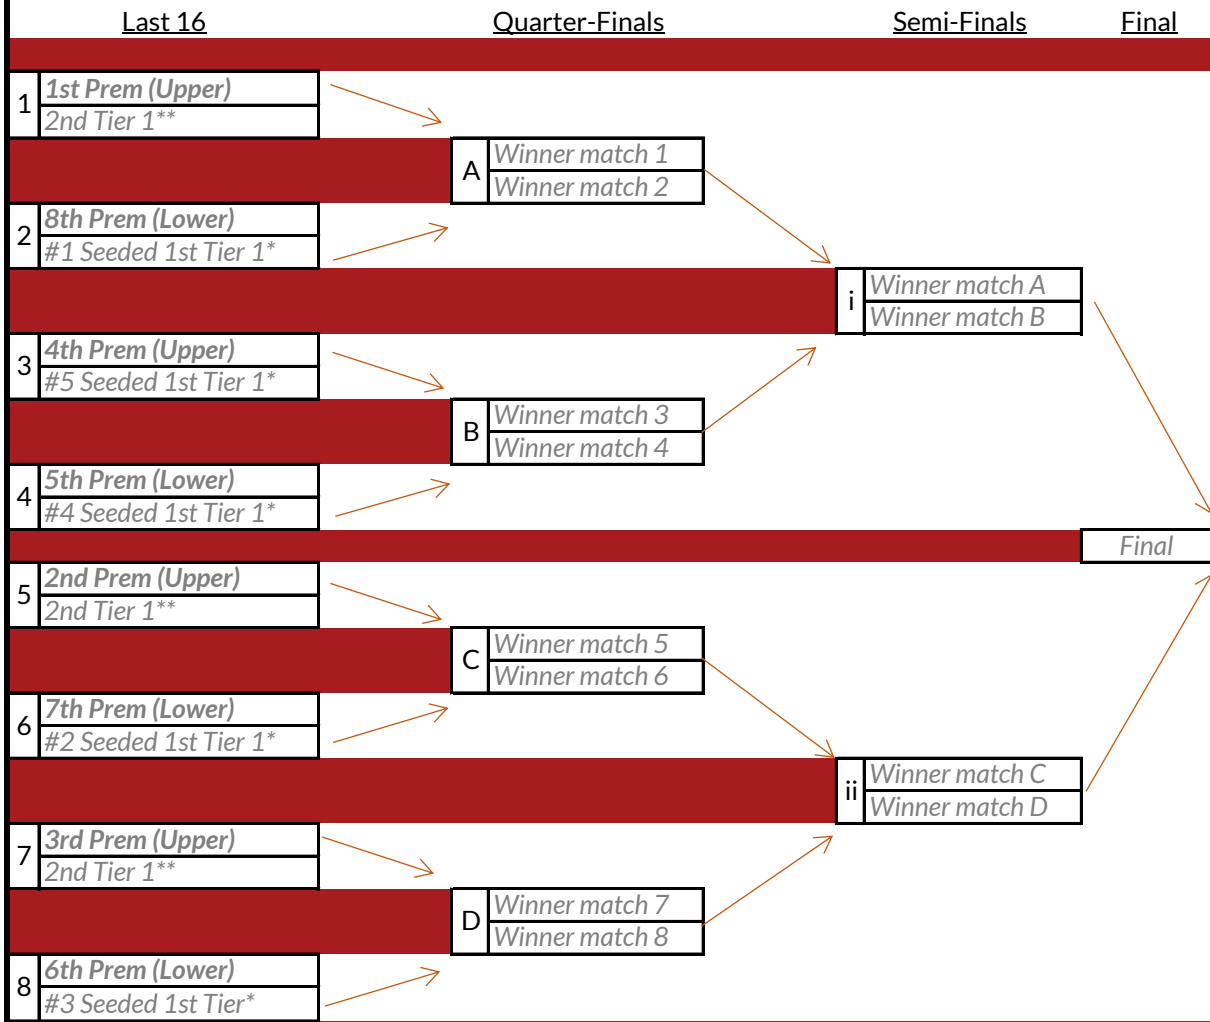 Last 16 Quarter-Finals Semi-Finals Final
1 1st Prem (Upper)
2nd Tier 1**
A Winner match 1
Winner match 2
2 8th Prem (Lower)
#1 Seeded 1st Tier 1*
i Winner match A
Winner match B
3 4th Prem (Upper)
#5 Seeded 1st Tier 1*
B Winner match 3
Winner match 4
4 5th Prem (Lower)
#4 Seeded 1st Tier 1*
Final
5 2nd Prem (Upper)
2nd Tier 1**
C Winner match 5
Winner match 6
6 7th Prem (Lower)
#2 Seeded 1st Tier 1*
ii Winner match C
Winner match D
7 3rd Prem (Upper)
2nd Tier 1**
D Winner match 7
Winner match 8
8 6th Prem (Lower)
#3 Seeded 1st Tier*